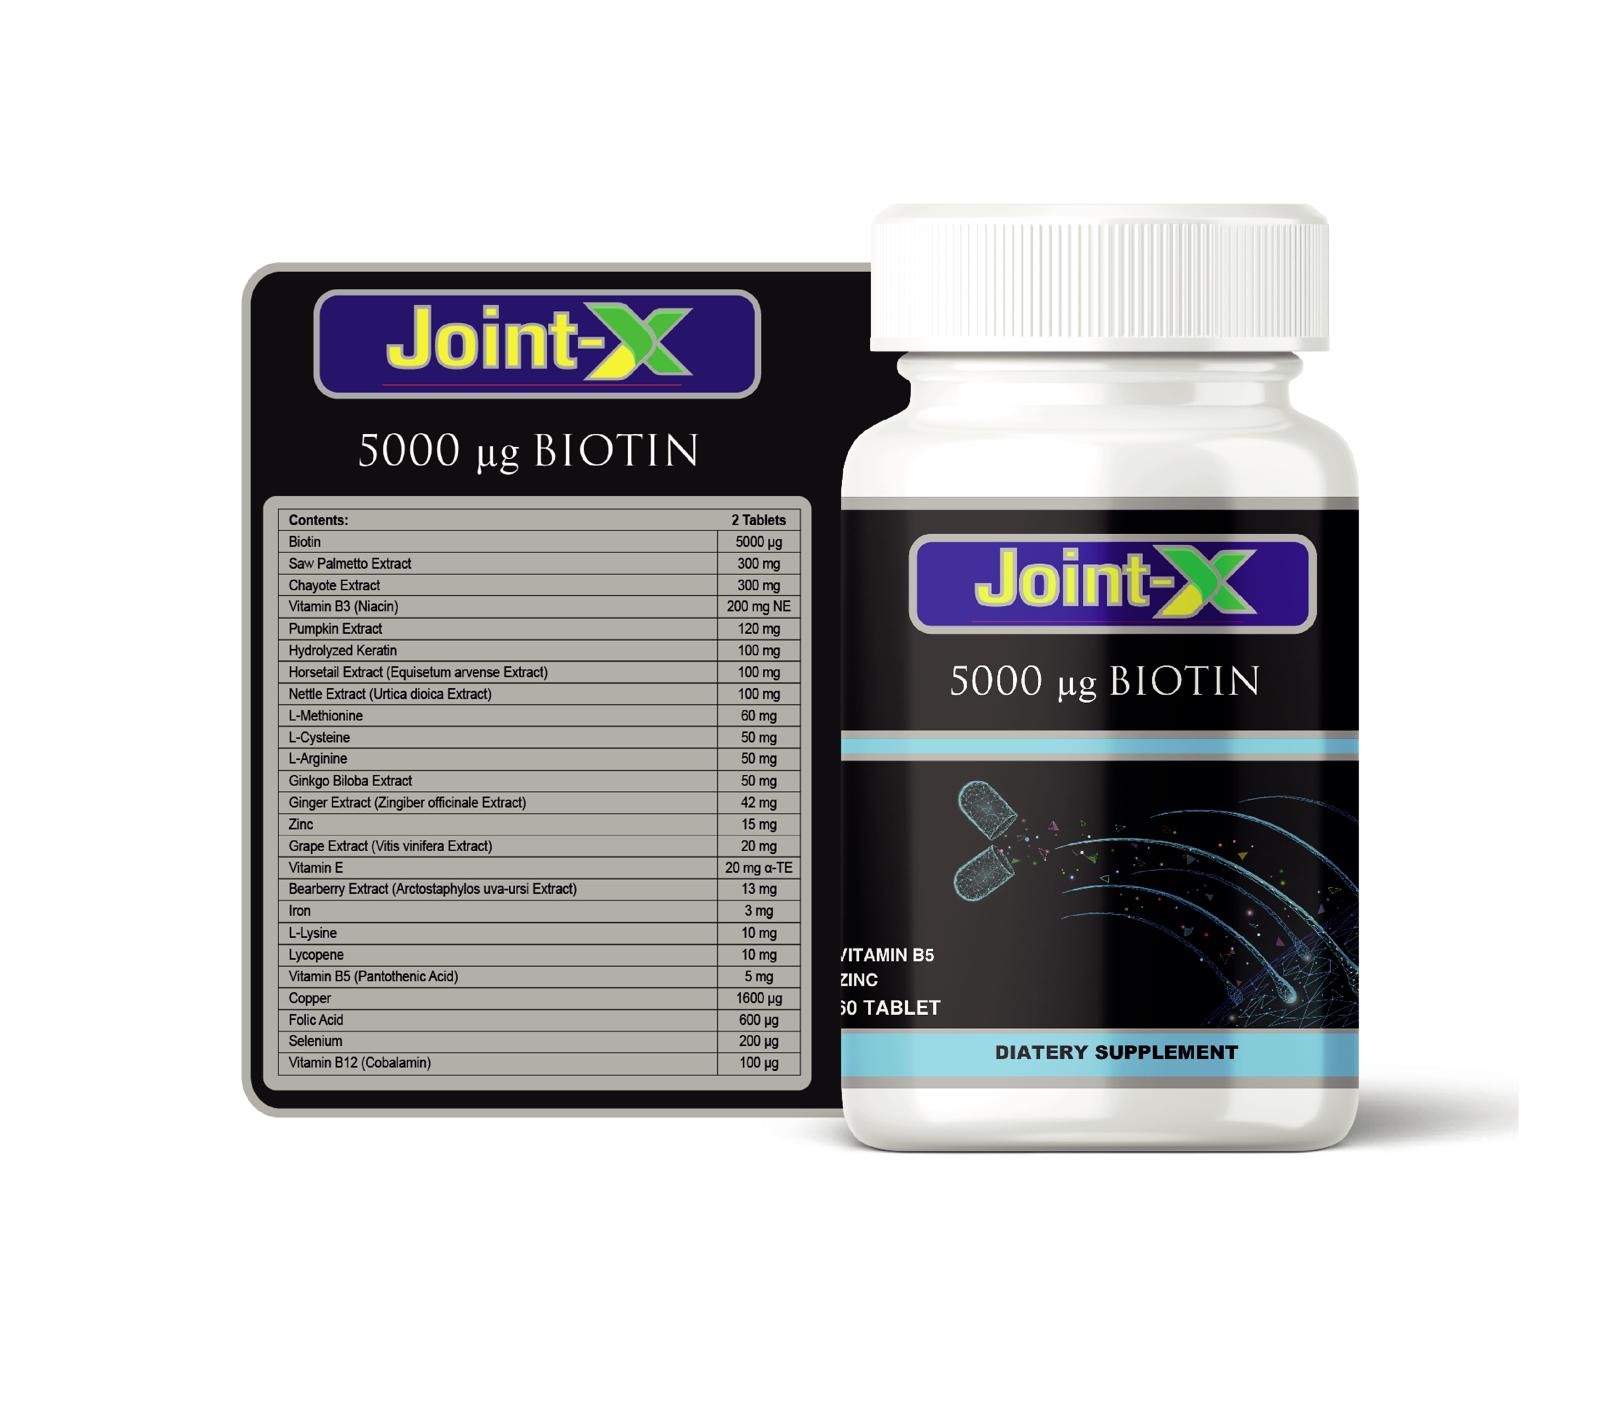 Joint-X
5000 µg BIOTIN
Contents: 2 Tablets
Biotin 5000 µg
Saw Palmetto Extract 300 mg
Chayote Extract 300 mg
Vitamin B3 (Niacin) 200 mg NE
Pumpkin Extract 120 mg
Hydrolyzed Keratin 100 mg
Horsetail Extract (Equisetum arvense Extract) 100 mg
Nettle Extract (Urtica dioica Extract) 100 mg
L-Methionine 60 mg
L-Cysteine 50 mg
L-Arginine 50 mg
Ginkgo Biloba Extract 50 mg
Ginger Extract (Zingiber officinale Extract) 42 mg
Zinc 15 mg
Grape Extract (Vitis vinifera Extract) 20 mg
Vitamin E 20 mg α-TE
Bearberry Extract (Arctostaphylos uva-ursi Extract) 13 mg
Iron 3 mg
L-Lysine 10 mg
Lycopene 10 mg
Vitamin B5 (Pantothenic Acid) 5 mg
Copper 1600 µg
Folic Acid 600 µg
Selenium 200 µg
Vitamin B12 (Cobalamin) 100 µg
Joint-X
5000 µg BIOTIN
VITAMIN B5
ZINC
60 TABLET
DIATERY SUPPLEMENT